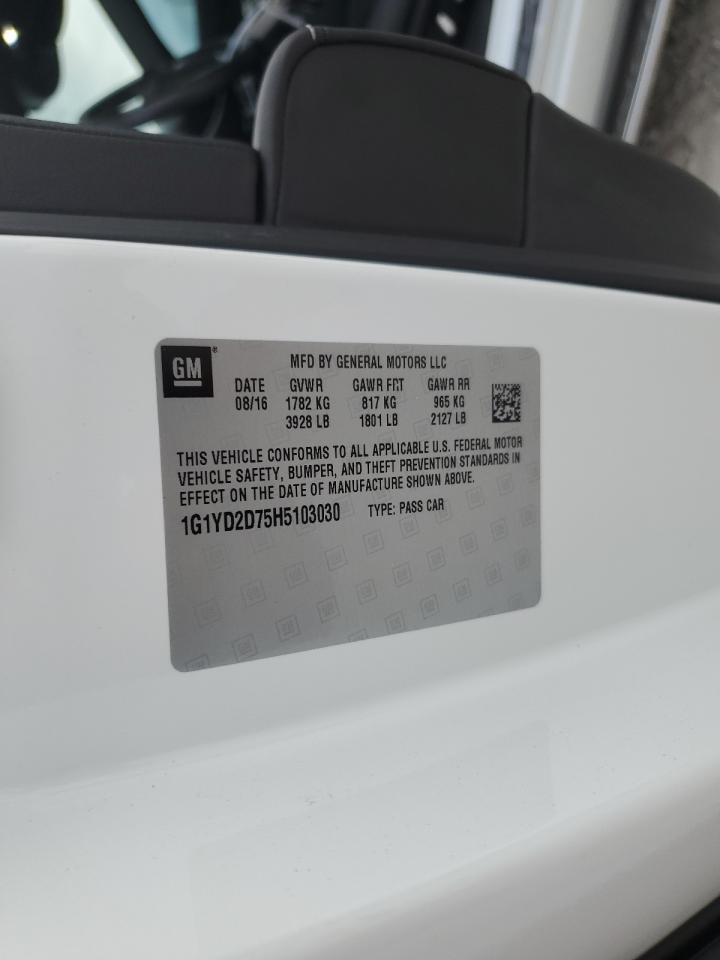 GM ®
MFD BY GENERAL MOTORS LLC
DATE GVWR GAWR FRT GAWR RR
08/16 1782 KG 817 KG 965 KG
3928 LB 1801 LB 2127 LB
THIS VEHICLE CONFORMS TO ALL APPLICABLE U.S. FEDERAL MOTOR
VEHICLE SAFETY, BUMPER, AND THEFT PREVENTION STANDARDS IN
EFFECT ON THE DATE OF MANUFACTURE SHOWN ABOVE.
1G1YD2D75H5103030 TYPE: PASS CAR